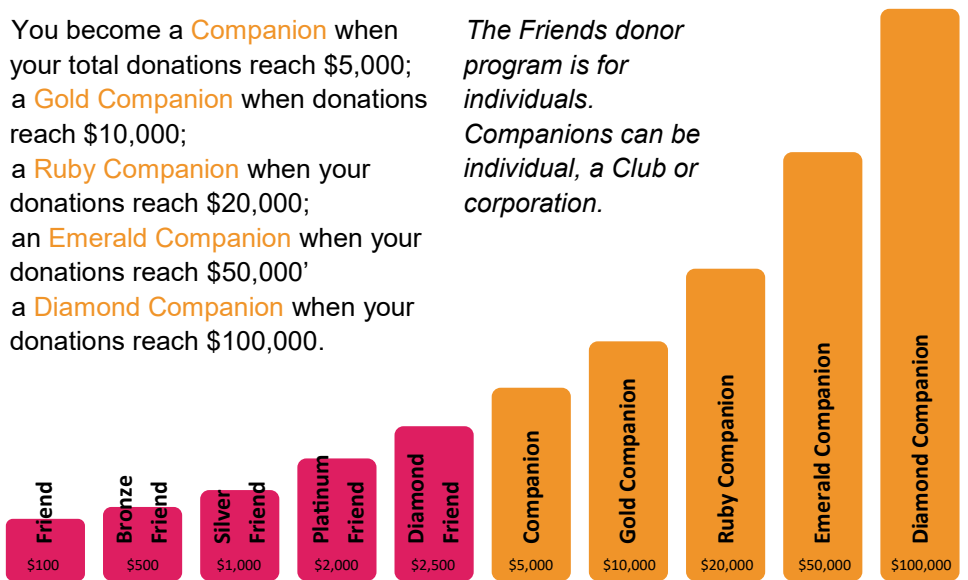 You become a Companion when
your total donations reach $5,000;
a Gold Companion when donations
reach $10,000;
a Ruby Companion when your
donations reach $20,000;
an Emerald Companion when your
donations reach $50,000’
a Diamond Companion when your
donations reach $100,000.
The Friends donor
program is for
individuals.
Companions can be
individual, a Club or
corporation.
Friend
$100
Bronze
Friend
$500
Silver
Friend
$1,000
Platinum
Friend
$2,000
Diamond
Friend
$2,500
Companion
$5,000
Gold Companion
$10,000
Ruby Companion
$20,000
Emerald Companion
$50,000
Diamond Companion
$100,000